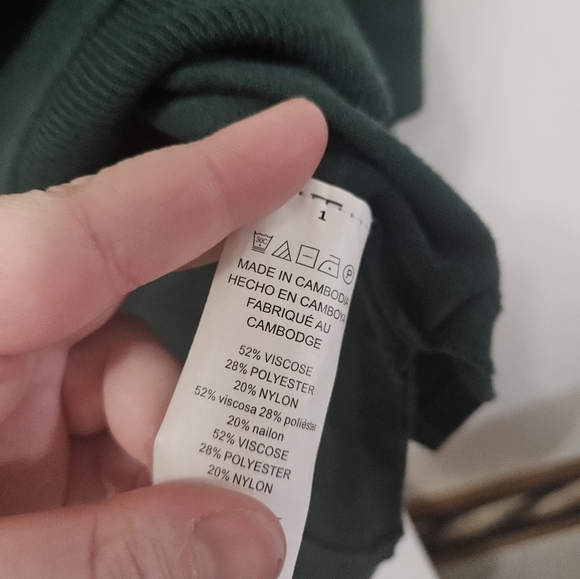 1
30C P
MADE IN CAMBODIA
HECHO EN CAMBOYA
FABRIQUÉ AU
CAMBODGE
52% VISCOSE
28% POLYESTER
20% NYLON
52% viscosa 28% poliéster
20% nailon
52% VISCOSE
28% POLYESTER
20% NYLON